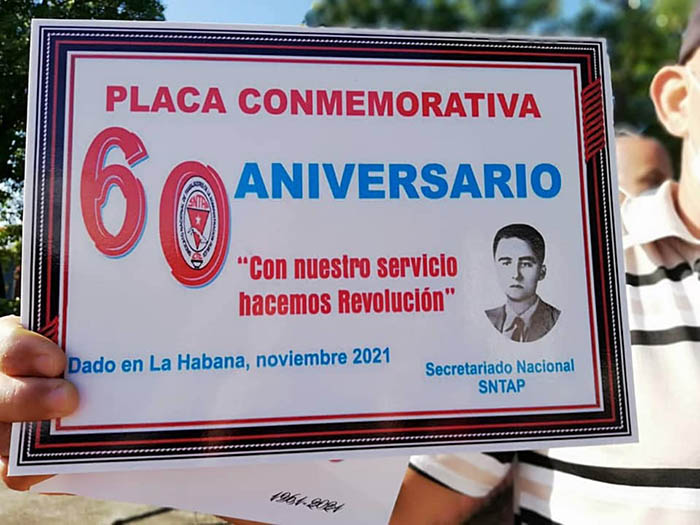 PLACA CONMEMORATIVA
60 ANIVERSARIO
SNTAP
"Con nuestro servicio
hacemos Revolución"
Dado en La Habana, noviembre 2021
Secretariado Nacional
SNTAP
1961-2021